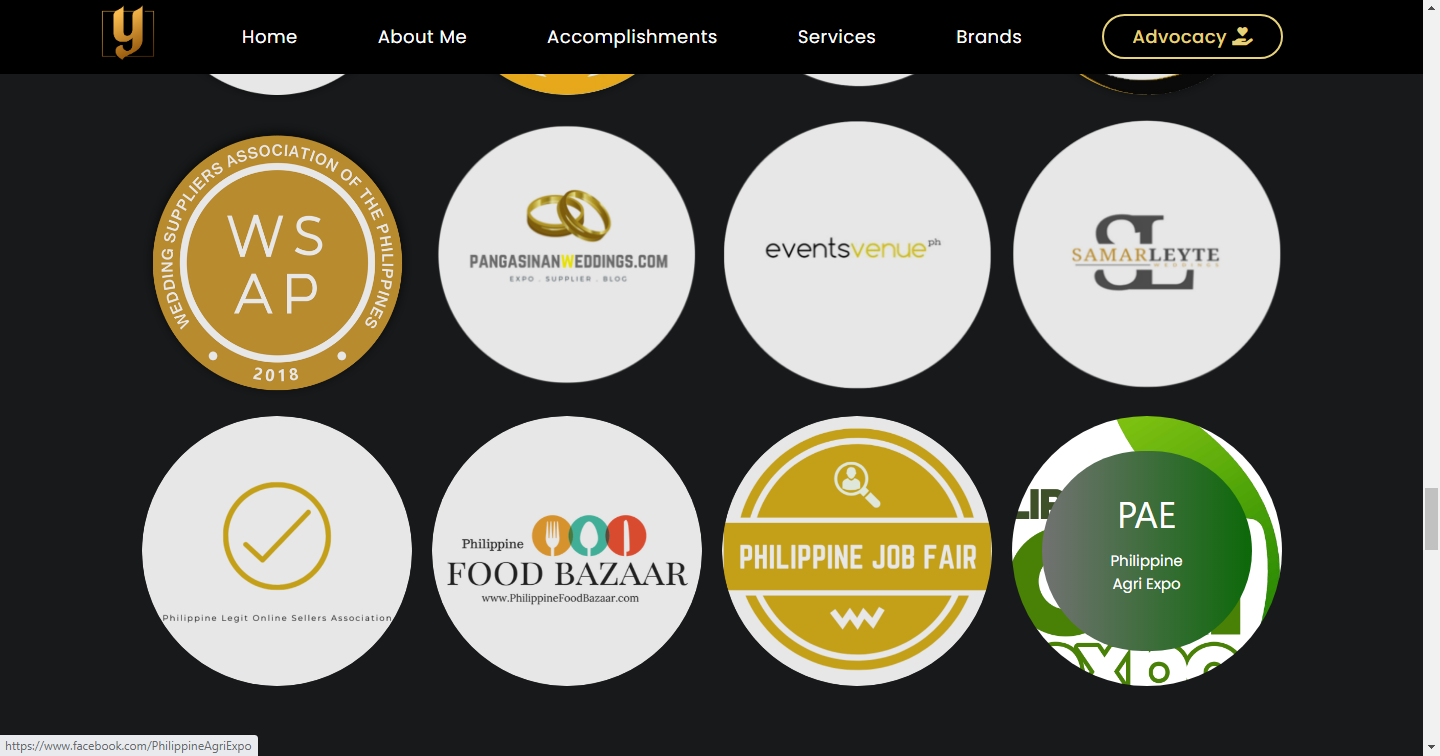 y
Home
About Me
Accomplishments
Services
Brands
Advocacy
WEDDING SUPPLIERS ASSOCIATION OF THE PHILIPPINES
WS
AP
2018
PANGASINANWEDDINGS.COM
EXPO . SUPPLIER . BLOG
eventsvenueph
SL
SAMARLEYTE
WEDDINGS
Philippine Legit Online Sellers Association
Philippine
FOOD BAZAAR
www.PhilippineFoodBazaar.com
PHILIPPINE JOB FAIR
PAE
Philippine
Agri Expo
https://www.facebook.com/PhilippineAgriExpo